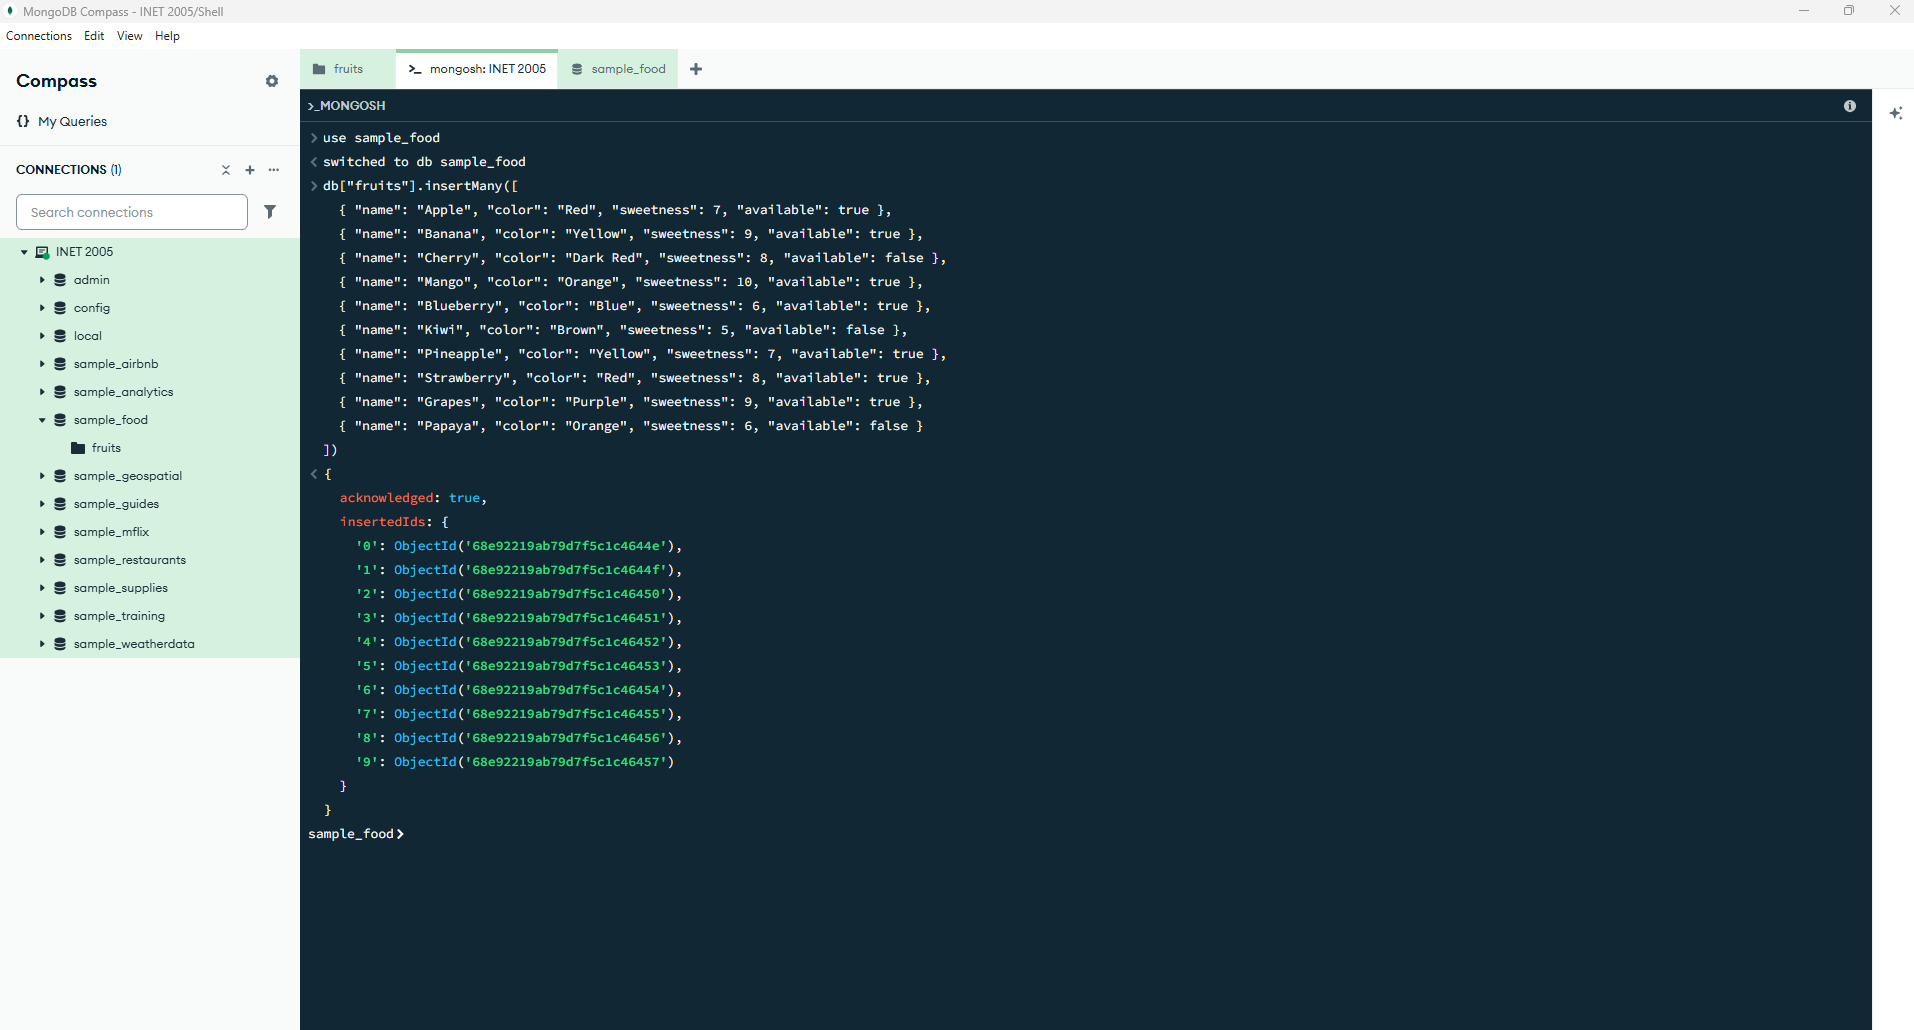 MongoDB Compass - INET 2005/Shell
Connections Edit View Help
Compass
{} My Queries
CONNECTIONS (1)
Search connections
INET 2005
admin
config
local
sample_airbnb
sample_analytics
sample_food
fruits
sample_geospatial
sample_guides
sample_mflix
sample_restaurants
sample_supplies
sample_training
sample_weatherdata
fruits
>_ mongosh: INET 2005
sample_food
>_MONGOSH
> use sample_food
< switched to db sample_food
> db["fruits"].insertMany([
{ "name": "Apple", "color": "Red", "sweetness": 7, "available": true },
{ "name": "Banana", "color": "Yellow", "sweetness": 9, "available": true },
{ "name": "Cherry", "color": "Dark Red", "sweetness": 8, "available": false },
{ "name": "Mango", "color": "Orange", "sweetness": 10, "available": true },
{ "name": "Blueberry", "color": "Blue", "sweetness": 6, "available": true },
{ "name": "Kiwi", "color": "Brown", "sweetness": 5, "available": false },
{ "name": "Pineapple", "color": "Yellow", "sweetness": 7, "available": true },
{ "name": "Strawberry", "color": "Red", "sweetness": 8, "available": true },
{ "name": "Grapes", "color": "Purple", "sweetness": 9, "available": true },
{ "name": "Papaya", "color": "Orange", "sweetness": 6, "available": false }
])
< {
acknowledged: true,
insertedIds: {
'0': ObjectId('68e92219ab79d7f5c1c4644e'),
'1': ObjectId('68e92219ab79d7f5c1c4644f'),
'2': ObjectId('68e92219ab79d7f5c1c46450'),
'3': ObjectId('68e92219ab79d7f5c1c46451'),
'4': ObjectId('68e92219ab79d7f5c1c46452'),
'5': ObjectId('68e92219ab79d7f5c1c46453'),
'6': ObjectId('68e92219ab79d7f5c1c46454'),
'7': ObjectId('68e92219ab79d7f5c1c46455'),
'8': ObjectId('68e92219ab79d7f5c1c46456'),
'9': ObjectId('68e92219ab79d7f5c1c46457')
}
}
sample_food>